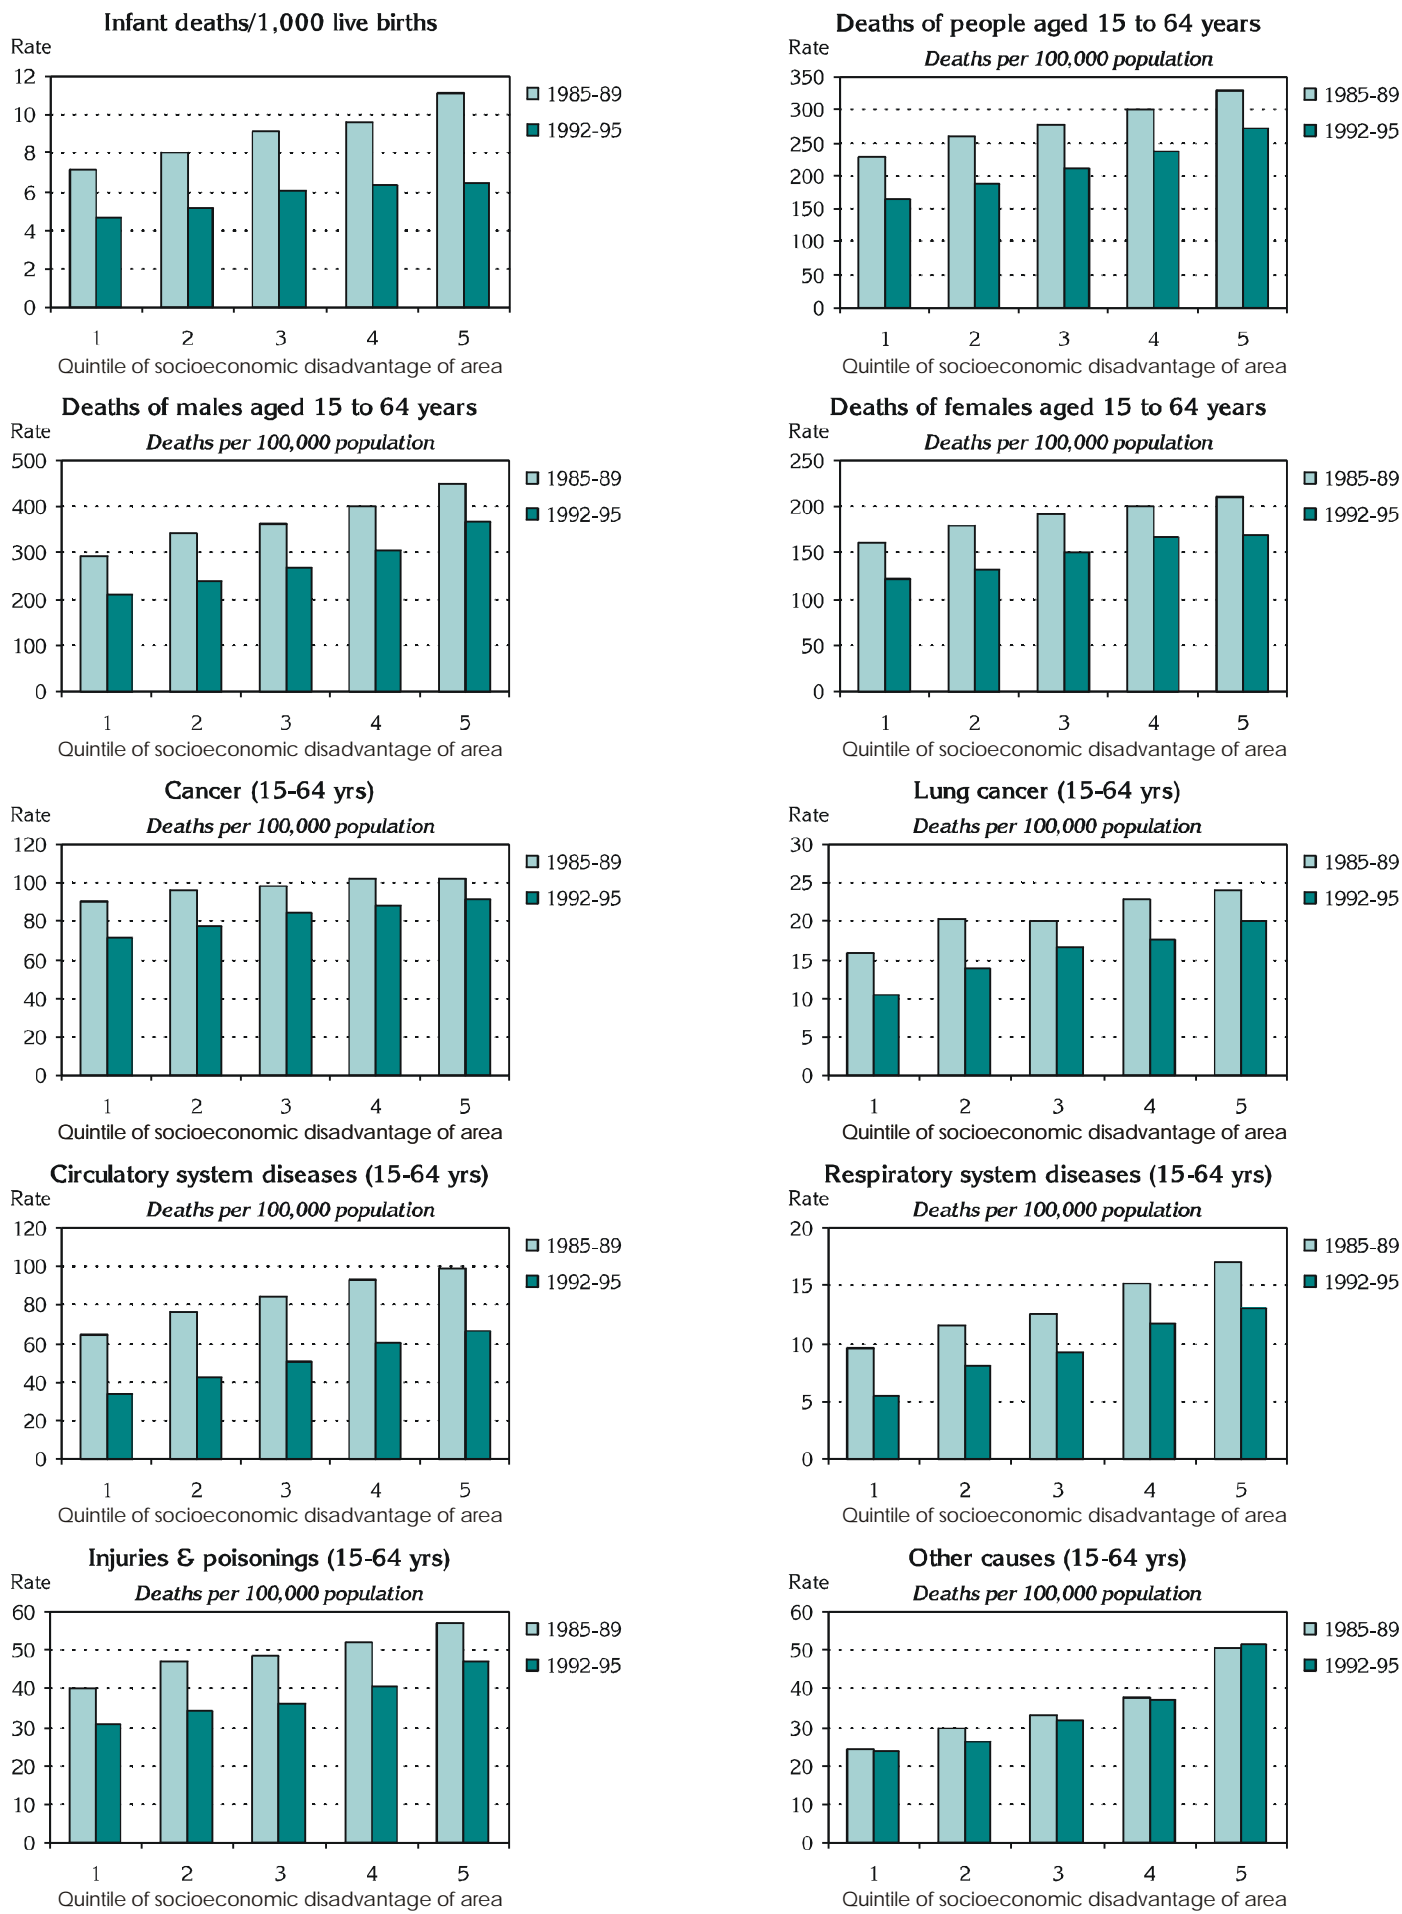 Infant deaths/1,000 live births
Rate
12
10
8
6
4
2
0
1 2 3 4 5
Quintile of socioeconomic disadvantage of area
1985-89
1992-95
Deaths of people aged 15 to 64 years
Rate
Deaths per 100,000 population
350
300
250
200
150
100
50
0
1 2 3 4 5
Quintile of socioeconomic disadvantage of area
1985-89
1992-95
Deaths of males aged 15 to 64 years
Rate
Deaths per 100,000 population
500
400
300
200
100
0
1 2 3 4 5
Quintile of socioeconomic disadvantage of area
1985-89
1992-95
Deaths of females aged 15 to 64 years
Rate
Deaths per 100,000 population
250
200
150
100
50
0
1 2 3 4 5
Quintile of socioeconomic disadvantage of area
1985-89
1992-95
Cancer (15-64 yrs)
Rate
Deaths per 100,000 population
120
100
80
60
40
20
0
1 2 3 4 5
Quintile of socioeconomic disadvantage of area
1985-89
1992-95
Lung cancer (15-64 yrs)
Rate
Deaths per 100,000 population
30
25
20
15
10
5
0
1 2 3 4 5
Quintile of socioeconomic disadvantage of area
1985-89
1992-95
Circulatory system diseases (15-64 yrs)
Rate
Deaths per 100,000 population
120
100
80
60
40
20
0
1 2 3 4 5
Quintile of socioeconomic disadvantage of area
1985-89
1992-95
Respiratory system diseases (15-64 yrs)
Rate
Deaths per 100,000 population
20
15
10
5
0
1 2 3 4 5
Quintile of socioeconomic disadvantage of area
1985-89
1992-95
Injuries & poisonings (15-64 yrs)
Rate
Deaths per 100,000 population
60
50
40
30
20
10
0
1 2 3 4 5
Quintile of socioeconomic disadvantage of area
1985-89
1992-95
Other causes (15-64 yrs)
Rate
Deaths per 100,000 population
60
50
40
30
20
10
0
1 2 3 4 5
Quintile of socioeconomic disadvantage of area
1985-89
1992-95